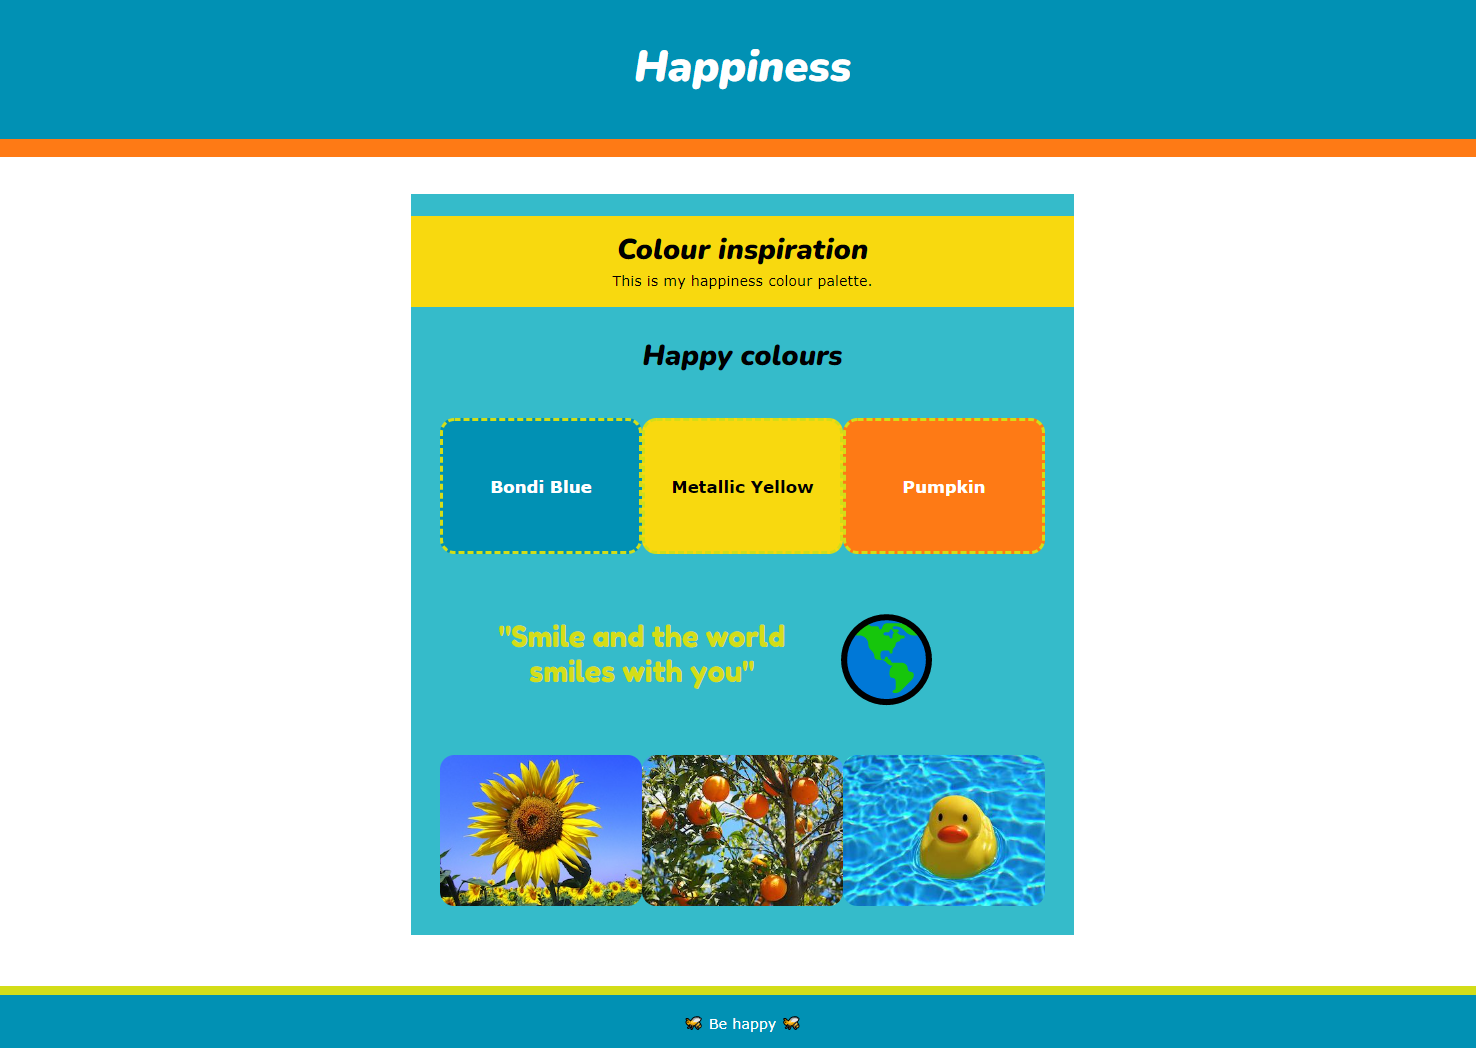 Happiness
Colour inspiration
This is my happiness colour palette.
Happy colours
Bondi Blue
Metallic Yellow
Pumpkin
"Smile and the world
smiles with you"
Be happy